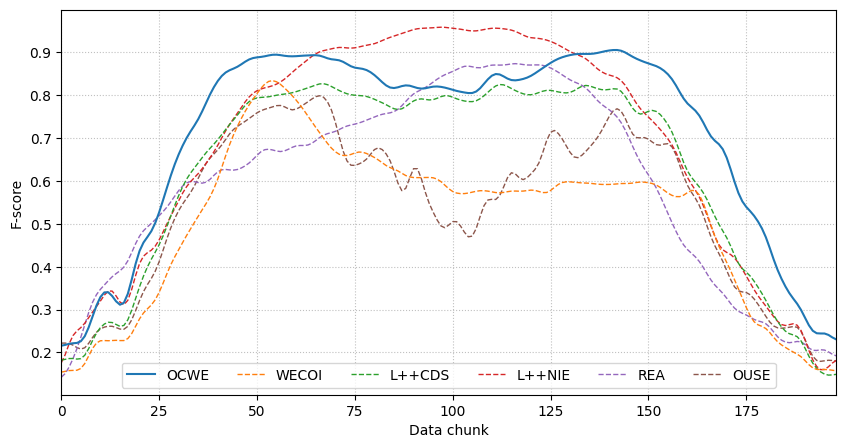 0.9
0.8
0.7
0.6
0.5
0.4
0.3
0.2
F-score
OCWE WECOI L++CDS L++NIE REA OUSE
0 25 50 75 100 125 150 175
Data chunk